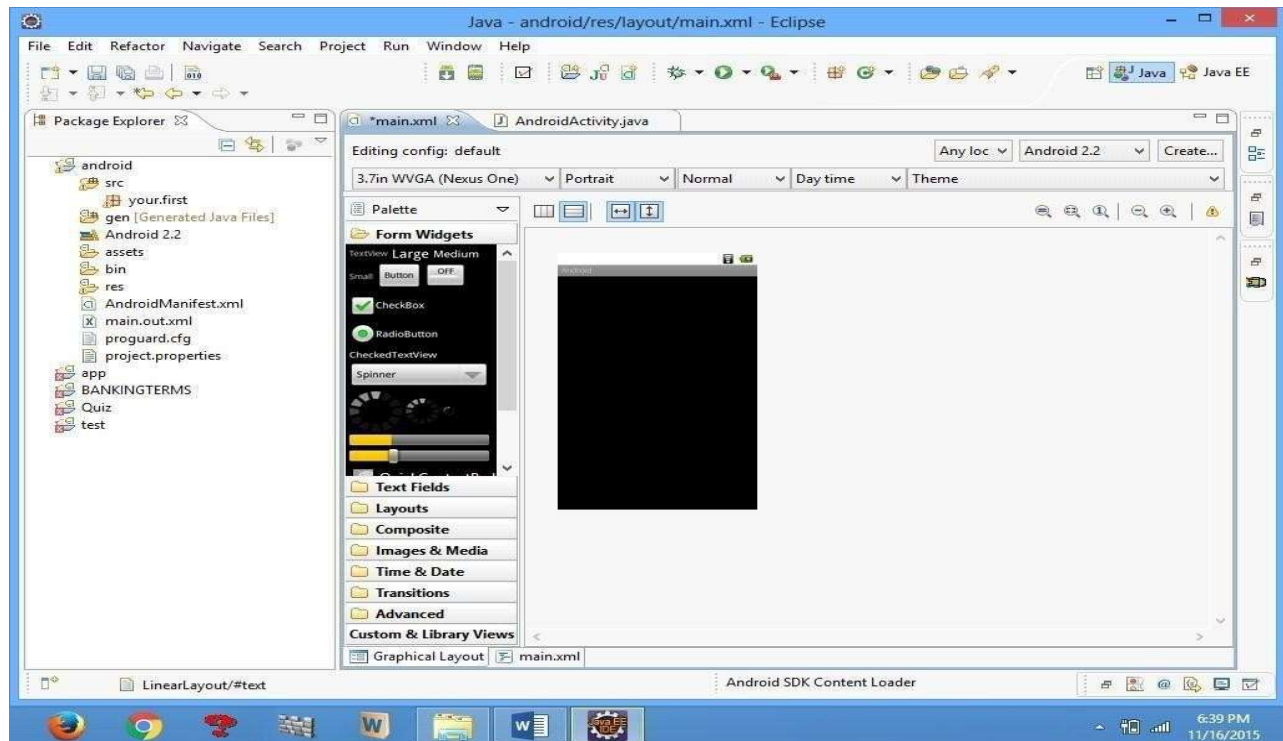 Java - android/res/layout/main.xml - Eclipse
File Edit Refactor Navigate Search Project Run Window Help
Java Java EE
Package Explorer
*main.xml AndroidActivity.java
Editing config: default Any loc Android 2.2 Create...
3.7in WVGA (Nexus One) Portrait Normal Day time Theme
android
src
your.first
gen [Generated Java Files]
Android 2.2
assets
bin
res
AndroidManifest.xml
main.out.xml
proguard.cfg
project.properties
app
BANKINGTERMS
Quiz
test
Palette
Form Widgets
TextView Large Medium
Small Button OFF
CheckBox
RadioButton
CheckedTextView
Spinner
Text Fields
Layouts
Composite
Images & Media
Time & Date
Transitions
Advanced
Custom & Library Views
Android
Graphical Layout main.xml
LinearLayout/#text Android SDK Content Loader
6:39 PM
11/16/2015